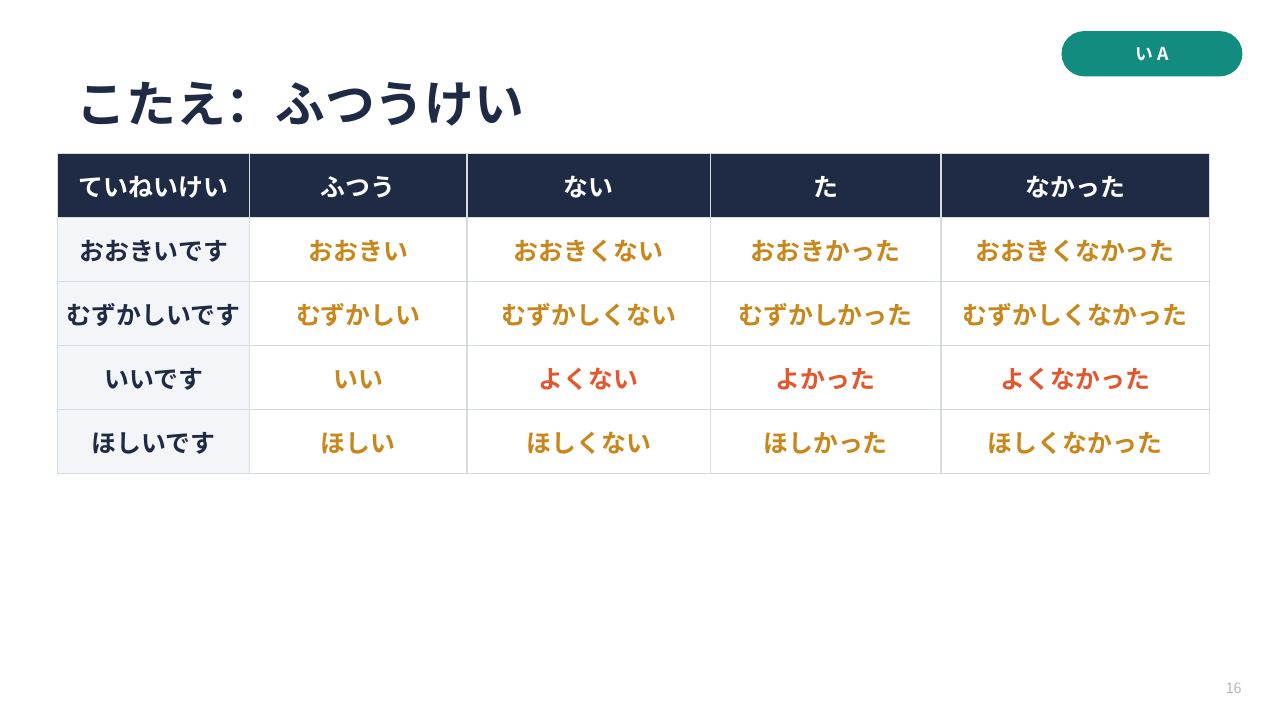 い A
こたえ：ふつうけい
ていねいけい ふつう ない た なかった
おおきいです おおきい おおきくない おおきかった おおきくなかった
むずかしいです むずかしい むずかしくない むずかしかった むずかしくなかった
いいです いい よくない よかった よくなかった
ほしいです ほしい ほしくない ほしかった ほしくなかった
16